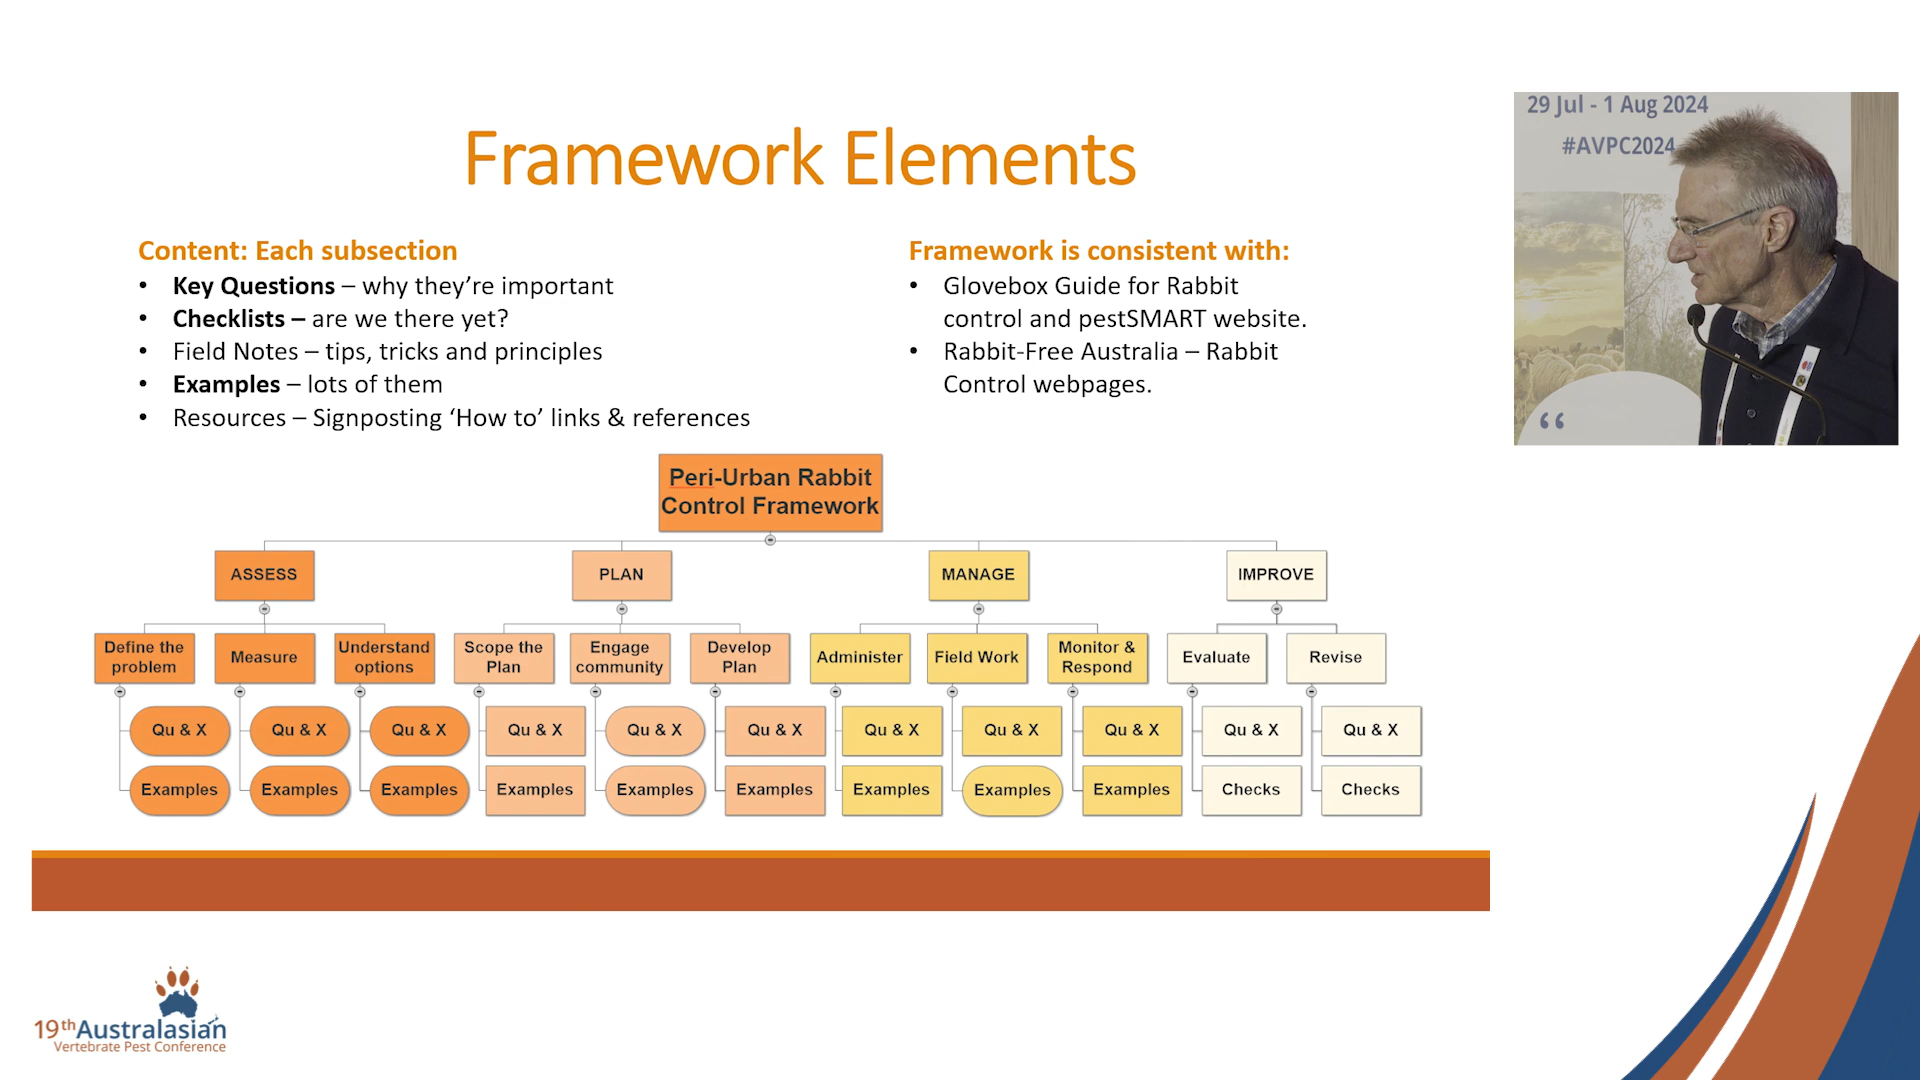 29 Jul - 1 Aug 2024
#AVPC2024
Framework Elements
Content: Each subsection
• Key Questions – why they're important
• Checklists – are we there yet?
• Field Notes – tips, tricks and principles
• Examples – lots of them
• Resources – Signposting 'How to' links & references
Framework is consistent with:
• Glovebox Guide for Rabbit
control and pestSMART website.
• Rabbit-Free Australia – Rabbit
Control webpages.
Peri-Urban Rabbit
Control Framework
ASSESS
PLAN
MANAGE
IMPROVE
Define the
problem
Measure
Understand
options
Scope the
Plan
Engage
community
Develop
Plan
Administer
Field Work
Monitor &
Respond
Evaluate
Revise
Qu & X
Qu & X
Qu & X
Qu & X
Qu & X
Qu & X
Qu & X
Qu & X
Qu & X
Qu & X
Qu & X
Examples
Examples
Examples
Examples
Examples
Examples
Examples
Examples
Examples
Checks
Checks
19th Australasian
Vertebrate Pest Conference